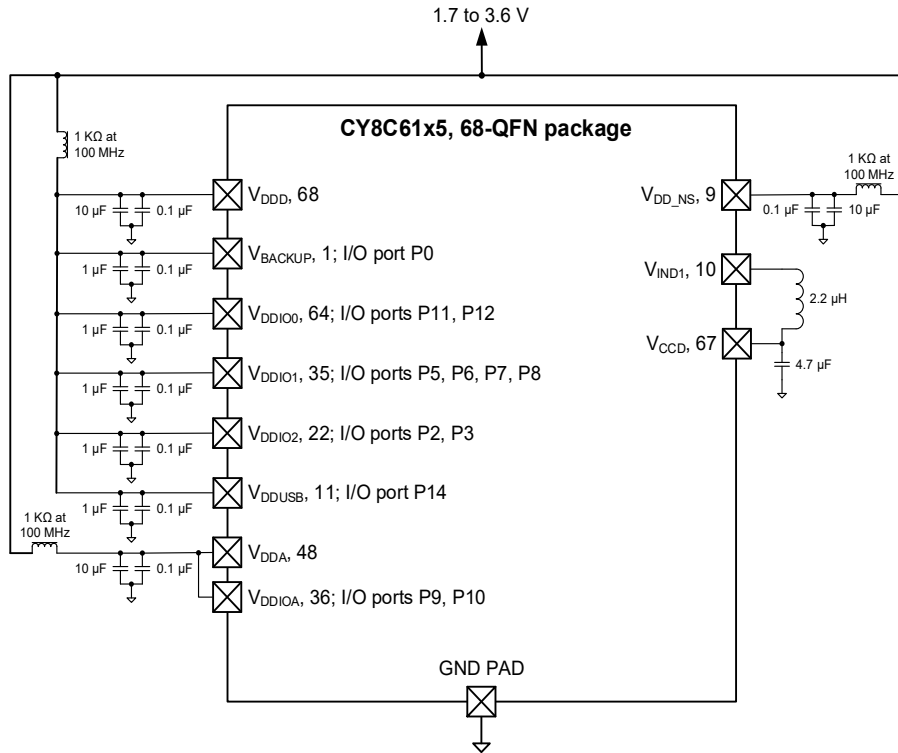 1.7 to 3.6 V
CY8C61x5, 68-QFN package
1 KΩ at
100 MHz
1 KΩ at
100 MHz
10 µF
0.1 µF
VDDD, 68
VDD_NS, 9
0.1 µF
10 µF
1 µF
0.1 µF
VBACKUP, 1; I/O port P0
VIND1, 10
2.2 µH
1 µF
0.1 µF
VDDIO0, 64; I/O ports P11, P12
VCCD, 67
4.7 µF
1 µF
0.1 µF
VDDIO1, 35; I/O ports P5, P6, P7, P8
1 µF
0.1 µF
VDDIO2, 22; I/O ports P2, P3
1 µF
0.1 µF
VDDUSB, 11; I/O port P14
1 KΩ at
100 MHz
10 µF
0.1 µF
VDDA, 48
VDDIOA, 36; I/O ports P9, P10
GND PAD